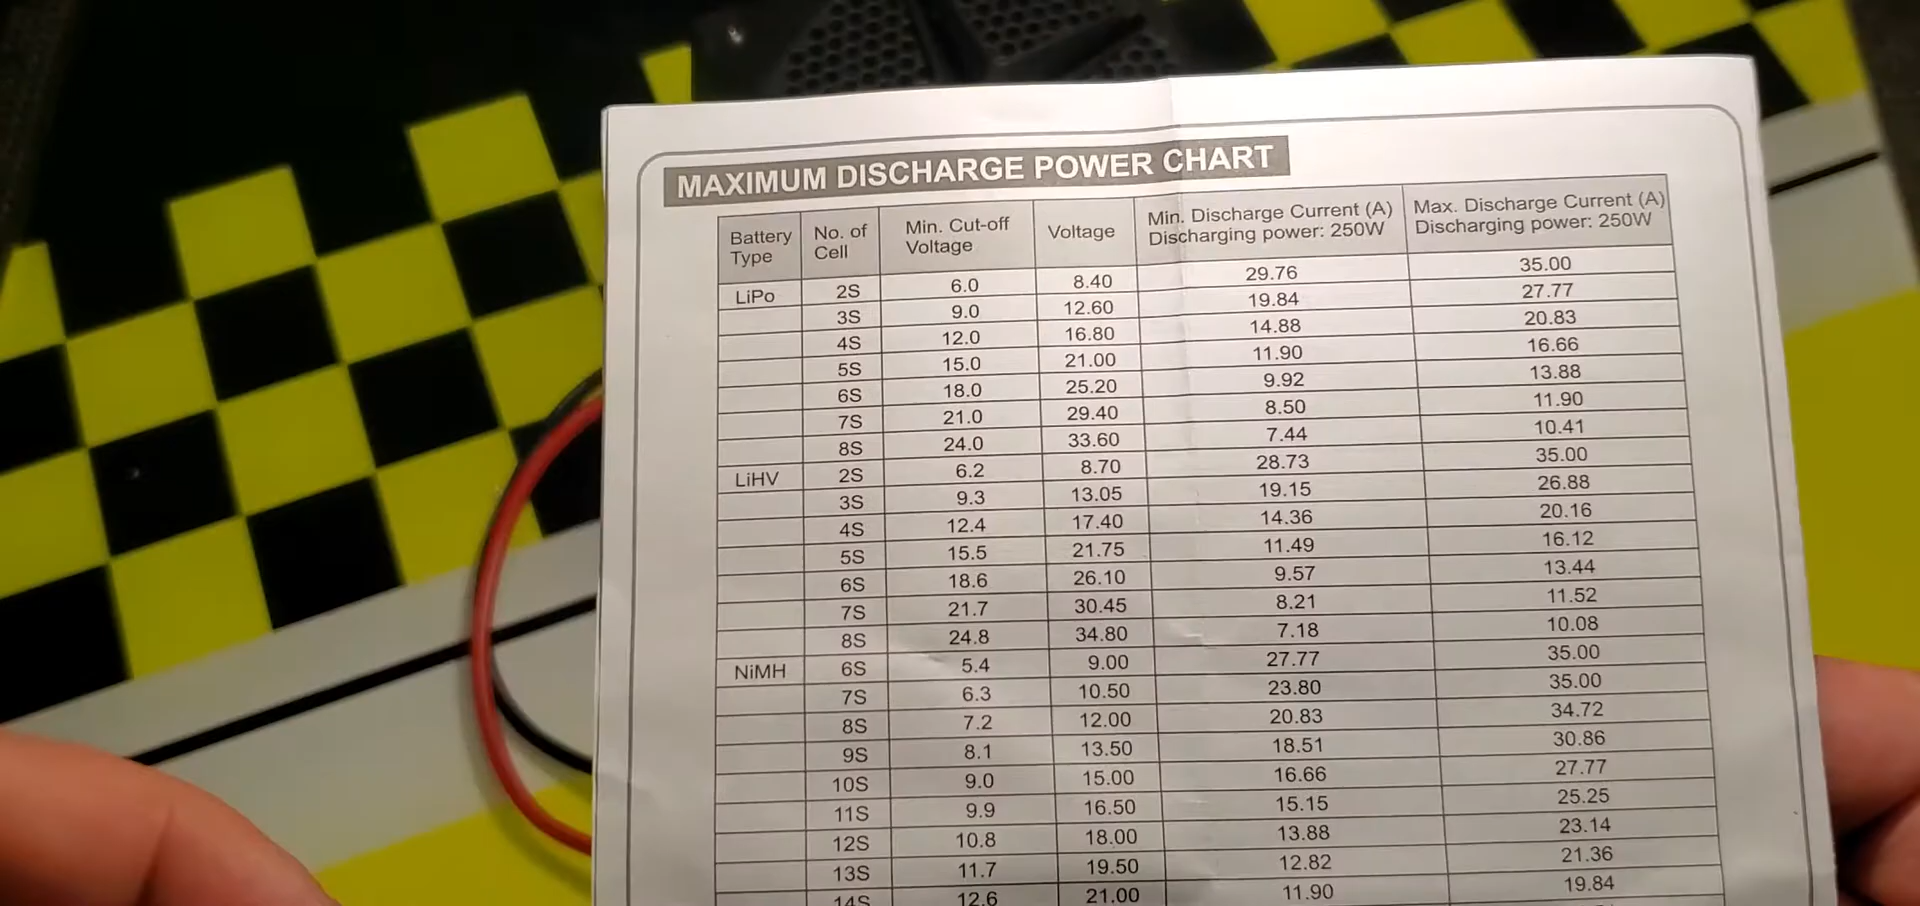 MAXIMUM DISCHARGE POWER CHART
Battery Type No. of Cell Min. Cut-off Voltage Voltage Min. Discharge Current (A) Discharging power: 250W Max. Discharge Current (A) Discharging power: 250W
LiPo 2S 6.0 8.40 29.76 35.00
3S 9.0 12.60 19.84 27.77
4S 12.0 16.80 14.88 20.83
5S 15.0 21.00 11.90 16.66
6S 18.0 25.20 9.92 13.88
7S 21.0 29.40 8.50 11.90
8S 24.0 33.60 7.44 10.41
LiHV 2S 6.2 8.70 28.73 35.00
3S 9.3 13.05 19.15 26.88
4S 12.4 17.40 14.36 20.16
5S 15.5 21.75 11.49 16.12
6S 18.6 26.10 9.57 13.44
7S 21.7 30.45 8.21 11.52
8S 24.8 34.80 7.18 10.08
NiMH 6S 5.4 9.00 27.77 35.00
7S 6.3 10.50 23.80 35.00
8S 7.2 12.00 20.83 34.72
9S 8.1 13.50 18.51 30.86
10S 9.0 15.00 16.66 27.77
11S 9.9 16.50 15.15 25.25
12S 10.8 18.00 13.88 23.14
13S 11.7 19.50 12.82 21.36
14S 12.6 21.00 11.90 19.84